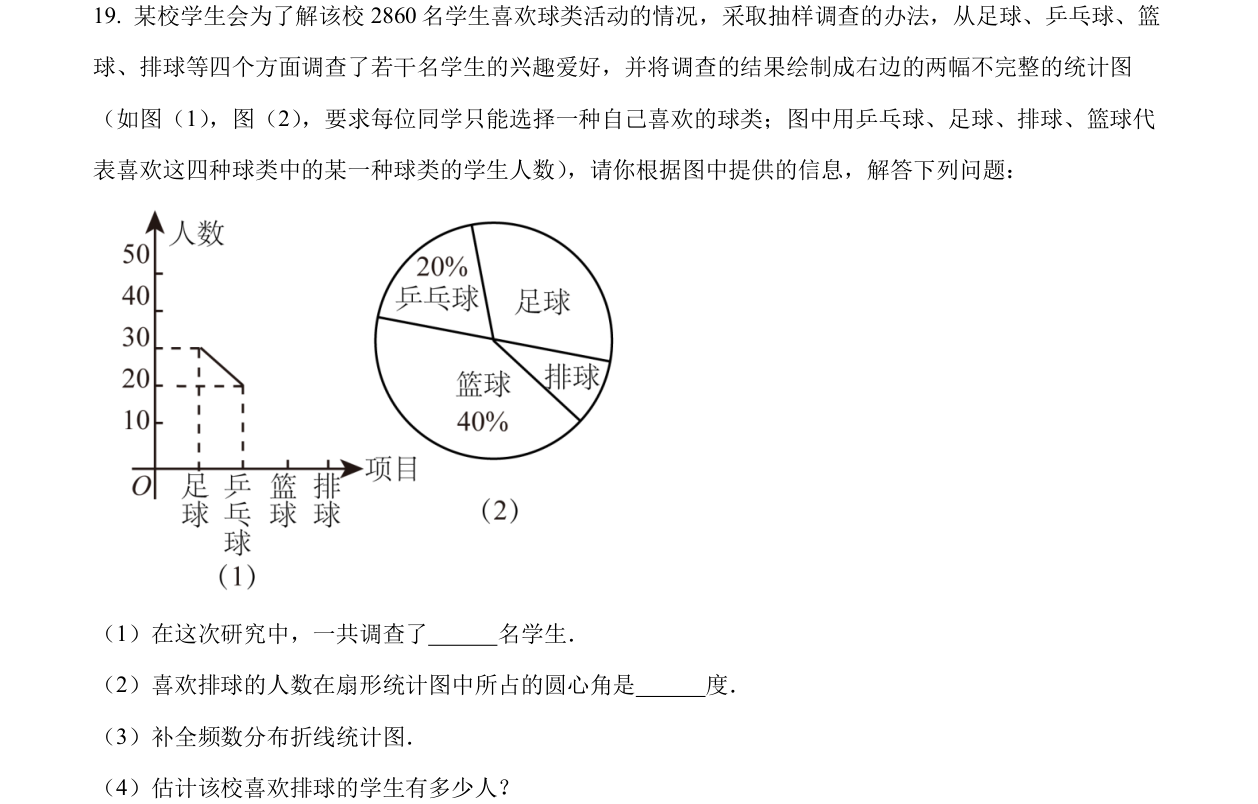 19. 某校学生会为了解该校 2860 名学生喜欢球类活动的情况，采取抽样调查的办法，从足球、乒乓球、篮
球、排球等四个方面调查了若干名学生的兴趣爱好，并将调查的结果绘制成右边的两幅不完整的统计图
（如图（1），图（2），要求每位同学只能选择一种自己喜欢的球类；图中用乒乓球、足球、排球、篮球代
表喜欢这四种球类中的某一种球类的学生人数），请你根据图中提供的信息，解答下列问题：
人数
50
40
30
20
10
O
项目
足球
乒乓球
篮球
排球
（1）
20%
乒乓球
足球
排球
篮球
40%
（2）
（1）在这次研究中，一共调查了______名学生．
（2）喜欢排球的人数在扇形统计图中所占的圆心角是______度．
（3）补全频数分布折线统计图．
（4）估计该校喜欢排球的学生有多少人？